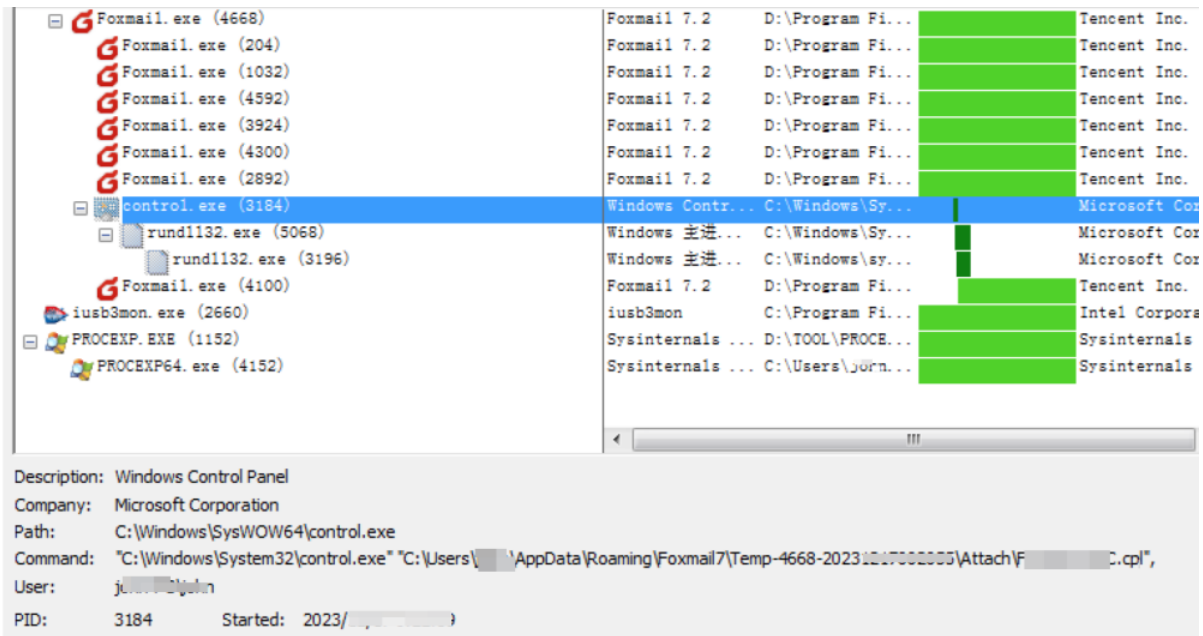 Foxmail.exe (4668) Foxmail 7.2 D:\Program Fi... Tencent Inc.
Foxmail.exe (204) Foxmail 7.2 D:\Program Fi... Tencent Inc.
Foxmail.exe (1032) Foxmail 7.2 D:\Program Fi... Tencent Inc.
Foxmail.exe (4592) Foxmail 7.2 D:\Program Fi... Tencent Inc.
Foxmail.exe (3924) Foxmail 7.2 D:\Program Fi... Tencent Inc.
Foxmail.exe (4300) Foxmail 7.2 D:\Program Fi... Tencent Inc.
Foxmail.exe (2892) Foxmail 7.2 D:\Program Fi... Tencent Inc.
control.exe (3184) Windows Contr... C:\Windows\Sy... Microsoft Cor
rundll32.exe (5068) Windows 主进... C:\Windows\Sy... Microsoft Cor
rundll32.exe (3196) Windows 主进... C:\Windows\sy... Microsoft Cor
Foxmail.exe (4100) Foxmail 7.2 D:\Program Fi... Tencent Inc.
iusb3mon.exe (2660) iusb3mon C:\Program Fi... Intel Corpora
PROCEXP.EXE (1152) Sysinternals ... D:\TOOL\PROCE... Sysinternals
PROCEXP64.exe (4152) Sysinternals ... C:\Users\ Sysinternals
Description: Windows Control Panel
Company: Microsoft Corporation
Path: C:\Windows\SysWOW64\control.exe
Command: "C:\Windows\System32\control.exe" "C:\Users\ \AppData\Roaming\Foxmail7\Temp-4668-2023 \Attach\F C.cpl",
User:
PID: 3184 Started: 2023/